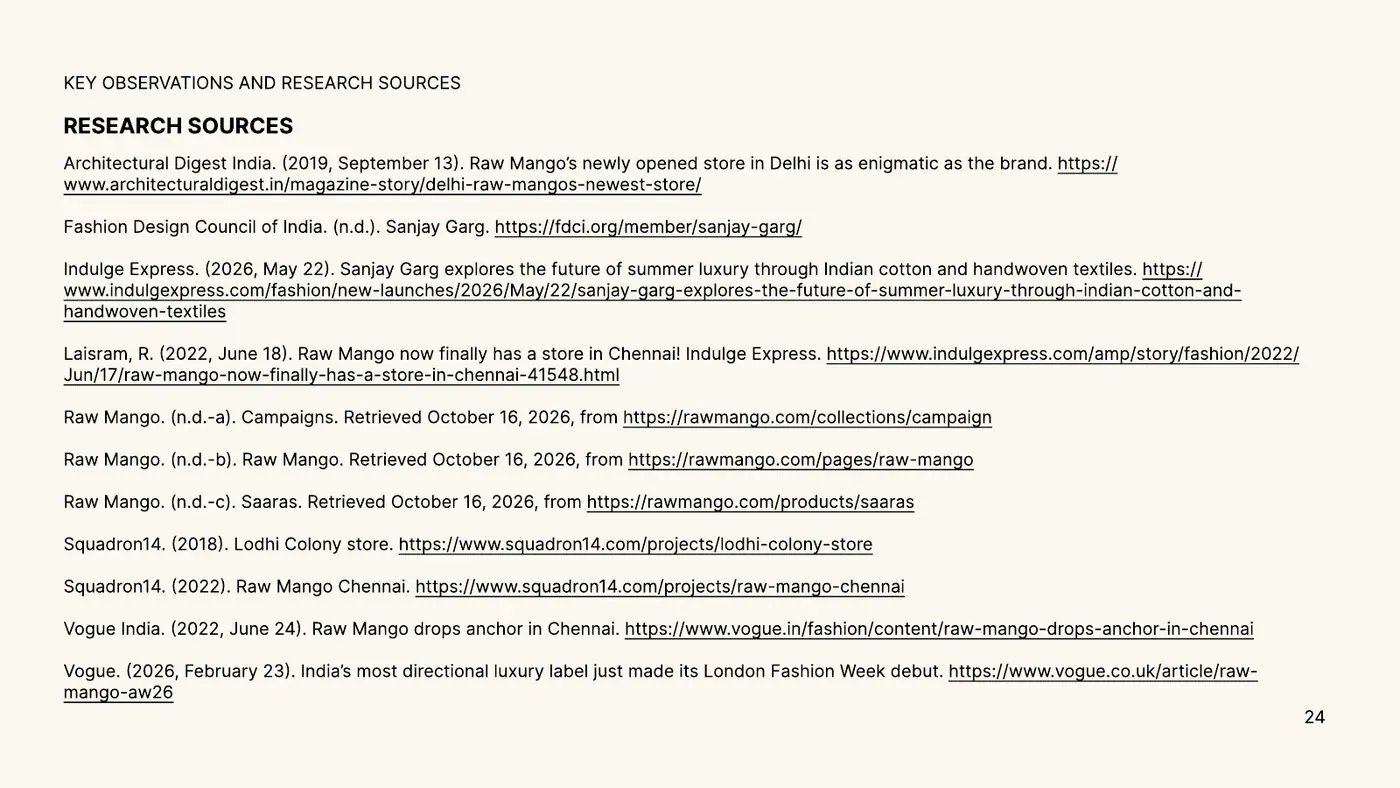 KEY OBSERVATIONS AND RESEARCH SOURCES
RESEARCH SOURCES
Architectural Digest India. (2019, September 13). Raw Mango’s newly opened store in Delhi is as enigmatic as the brand. https://
www.architecturaldigest.in/magazine-story/delhi-raw-mangos-newest-store/
Fashion Design Council of India. (n.d.). Sanjay Garg. https://fdci.org/member/sanjay-garg/
Indulge Express. (2026, May 22). Sanjay Garg explores the future of summer luxury through Indian cotton and handwoven textiles. https://
www.indulgexpress.com/fashion/new-launches/2026/May/22/sanjay-garg-explores-the-future-of-summer-luxury-through-indian-cotton-and-
handwoven-textiles
Laisram, R. (2022, June 18). Raw Mango now finally has a store in Chennai! Indulge Express. https://www.indulgexpress.com/amp/story/fashion/2022/
Jun/17/raw-mango-now-finally-has-a-store-in-chennai-41548.html
Raw Mango. (n.d.-a). Campaigns. Retrieved October 16, 2026, from https://rawmango.com/collections/campaign
Raw Mango. (n.d.-b). Raw Mango. Retrieved October 16, 2026, from https://rawmango.com/pages/raw-mango
Raw Mango. (n.d.-c). Saaras. Retrieved October 16, 2026, from https://rawmango.com/products/saaras
Squadron14. (2018). Lodhi Colony store. https://www.squadron14.com/projects/lodhi-colony-store
Squadron14. (2022). Raw Mango Chennai. https://www.squadron14.com/projects/raw-mango-chennai
Vogue India. (2022, June 24). Raw Mango drops anchor in Chennai. https://www.vogue.in/fashion/content/raw-mango-drops-anchor-in-chennai
Vogue. (2026, February 23). India’s most directional luxury label just made its London Fashion Week debut. https://www.vogue.co.uk/article/raw-
mango-aw26
24